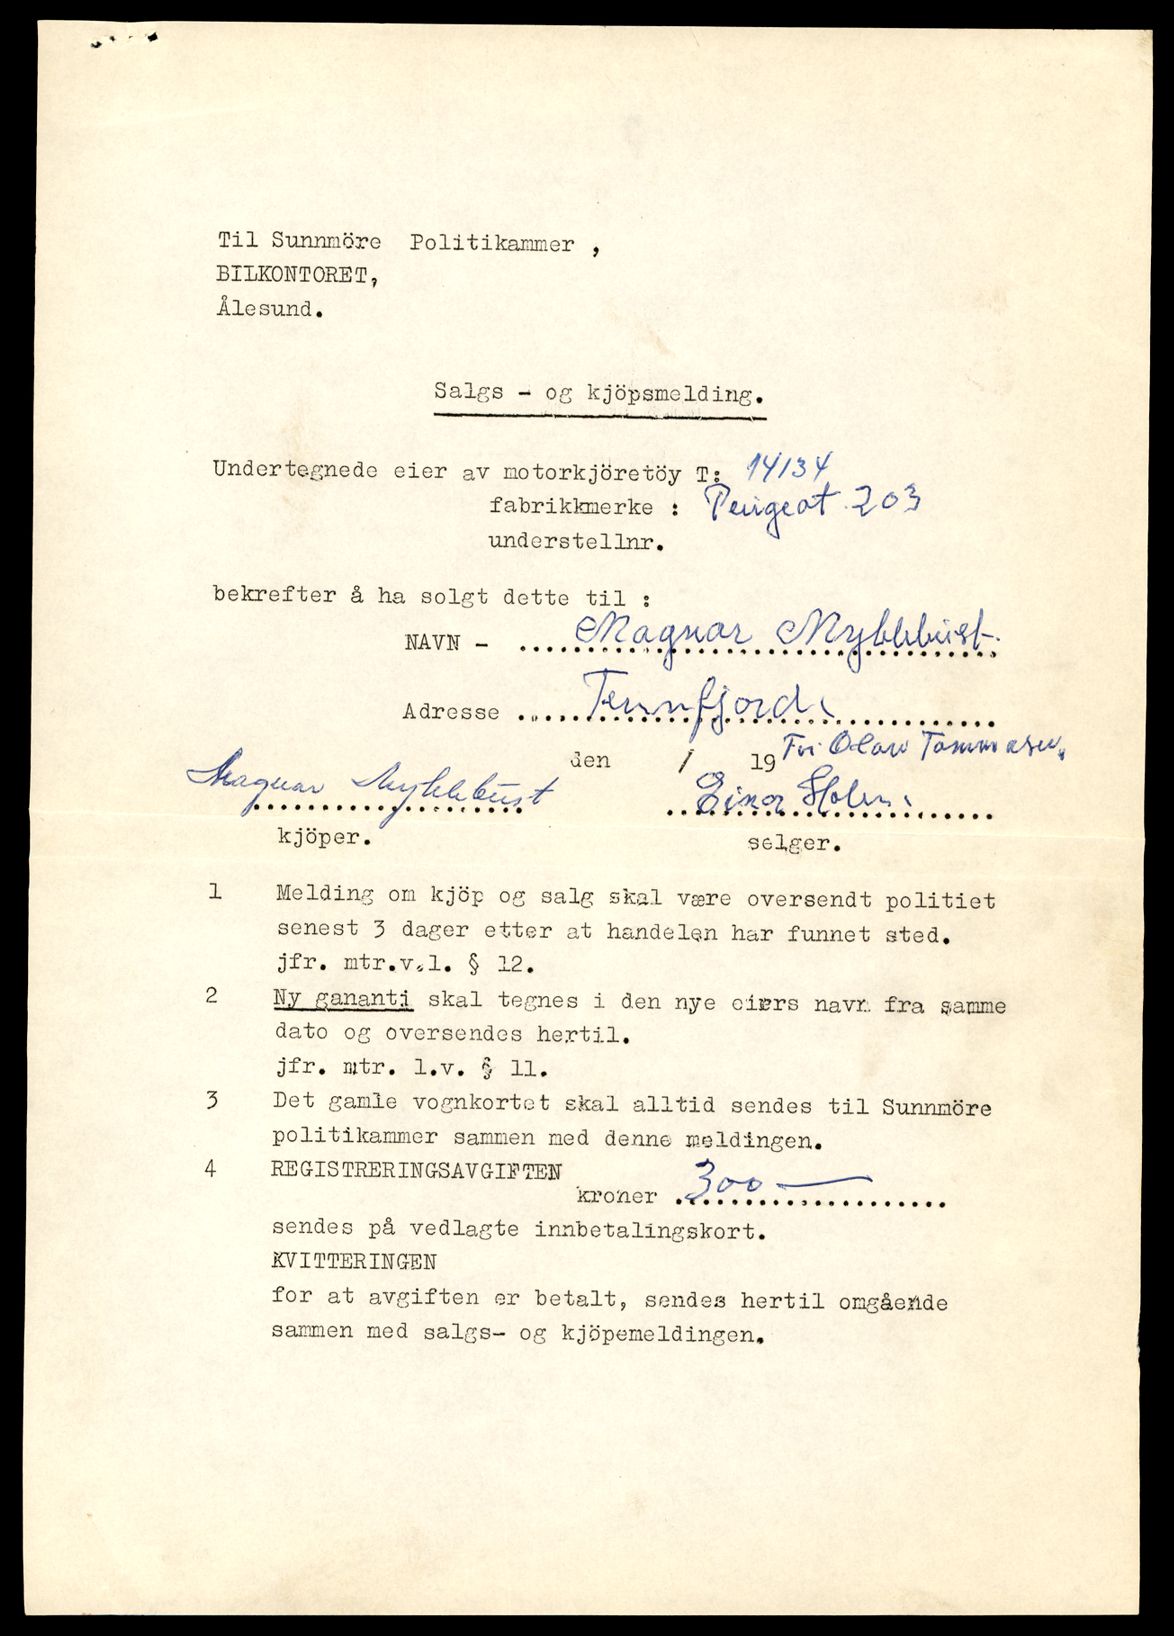 Til Sunnmöre Politikammer ,
BILKONTORET,
Ålesund.
Salgs - og kjöpsmelding.
Undertegnede eier av motorkjöretöy T: 14134
fabrikkmerke : Peugeot 203
understellnr.
bekrefter å ha solgt dette til :
NAVN - Magnar Myklebust
Adresse Tennfjord
den / 19 For Olav Tommasen.
Magnar Myklebust Einar Holm
kjöper. selger.
1 Melding om kjöp og salg skal være oversendt politiet
senest 3 dager etter at handelen har funnet sted.
jfr. mtr.v.l. § 12.
2 Ny gananti skal tegnes i den nye eiers navn fra samme
dato og oversendes hertil.
jfr. mtr. l.v. § 11.
3 Det gamle vognkortet skal alltid sendes til Sunnmöre
politikammer sammen med denne meldingen.
4 REGISTRERINGSAVGIFTEN
kroner 300 —
sendes på vedlagte innbetalingskort.
KVITTERINGEN
for at avgiften er betalt, sendes hertil omgående
sammen med salgs- og kjöpemeldingen.